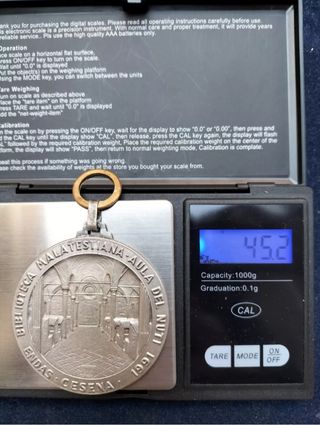 ank you for purchasing the digital scales. Please read all operating instructions carefully before use.
is electronic scale is a precision instrument. With normal care and proper treatment, it will provide years
reliable service.. Pls use the high quality AAA batteries only
Operation
ace scale on a horizontal flat surface,
press ON/OFF key to turn on the scale.
Wait until "0.0" is displayed
Put the object(s) on the weighing platform
Using the MODE key, you can switch between the units
Tare Weighing
urn on scale as described above
Place the "tare item" on the platform
Press TARE and wait until "0.0" is displayed
Add the "net-weight-item"
Calibration
n the scale on by pressing the ON/OFF key, wait for the display to show "0.0" or "0.00", then press and
the CAL key until the display show "CAL", then release, press the CAL key again, the display will flash
L" followed by the required calibration weight, Place the required calibration weight on the center of
tform, the display will show "PASS", then return to normal weighing mode, Calibration is complete.
eat this process if something was going wrong.
ase check the availability of weights at the store you bought your scale from.
BIBLIOTECA MALATESTIANA·AULA DEL NUTI
ENDAS·CESENA·1991
45.2
Capacity:1000g
Graduation:0.1g
CAL
TARE
MODE
ON
OFF